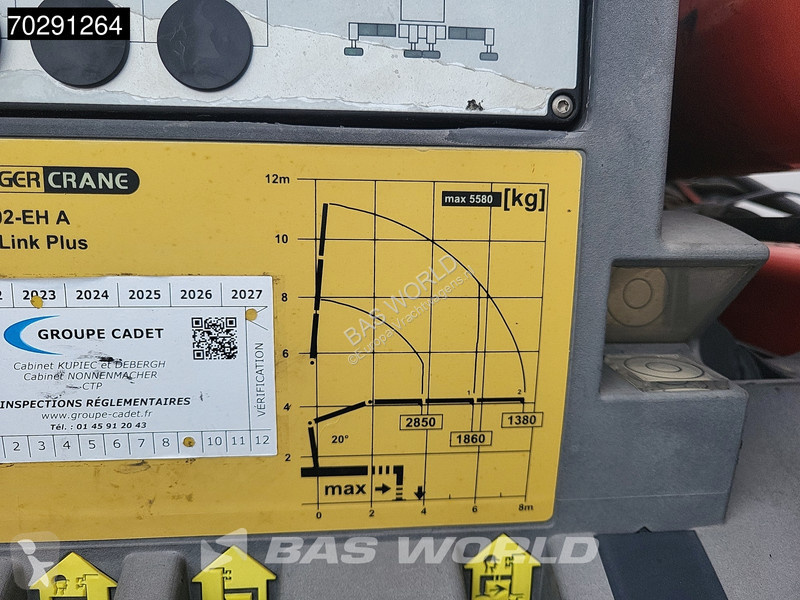 70291264
GERCRANE
02-EH A
Link Plus
12m
max 5580 [kg]
10
8
6
4
2
1
2
2850
1860
1380
20°
max
0
2
4
6
8m
2 2023 2024 2025 2026 2027
GROUPE CADET
Cabinet KUPIEC et DEBERGH
Cabinet NONNENMACHER
CTP
INSPECTIONS RÉGLEMENTAIRES
www.groupe-cadet.fr
Tél. : 01 45 91 20 43
VÉRIFICATION
2 3 4 5 6 7 8 10 11 12
BAS WORLD
BAS WORLD